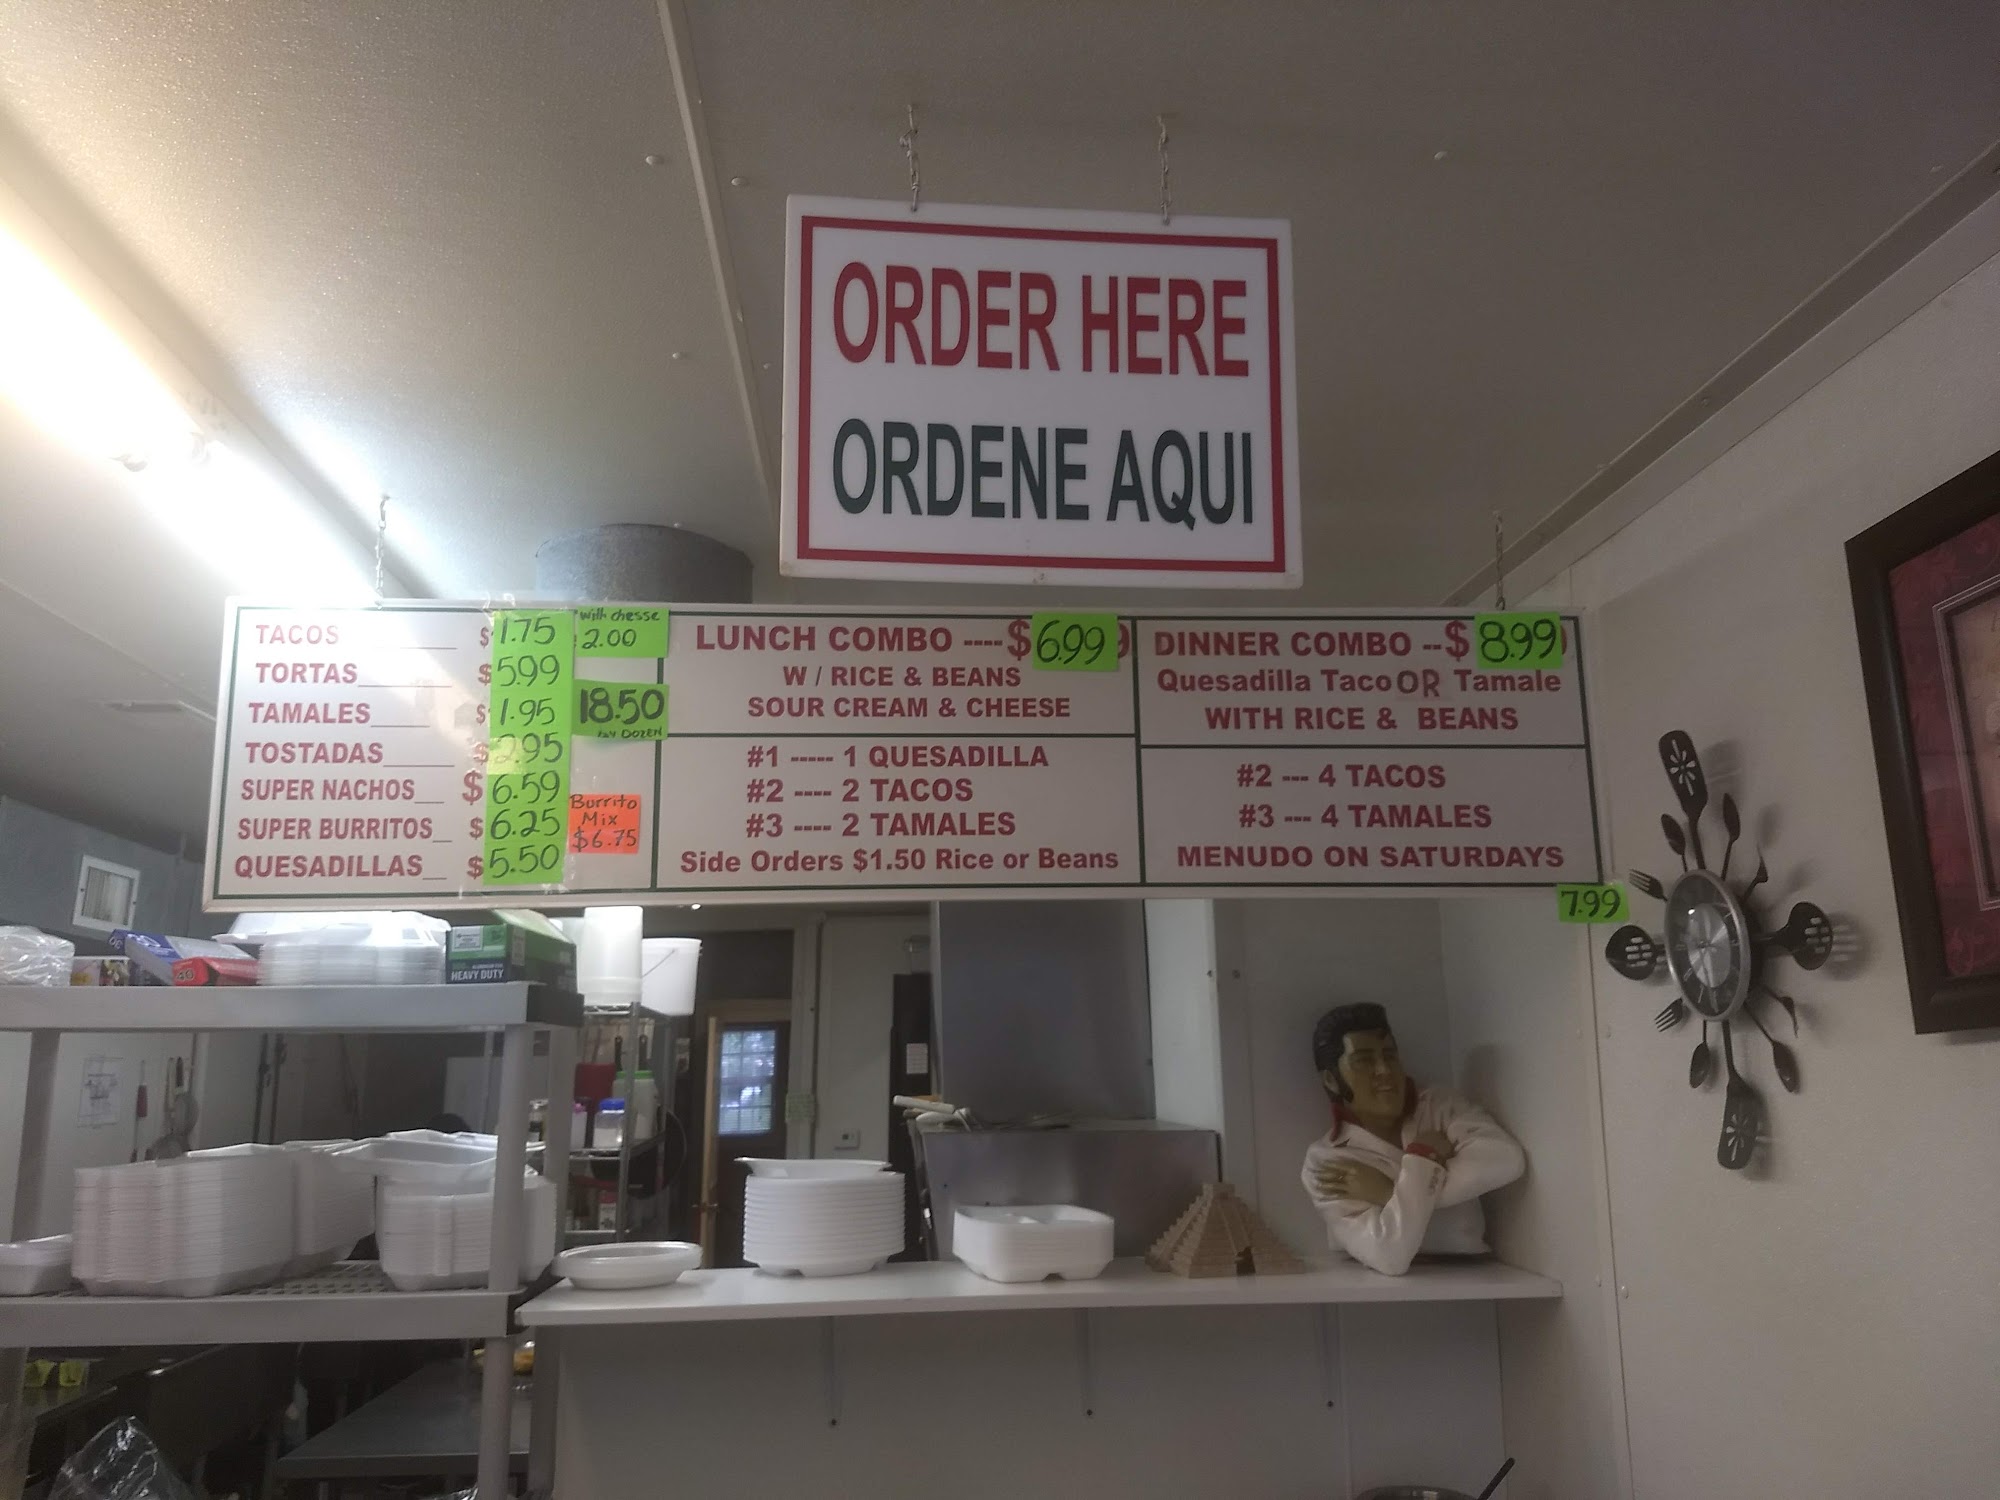 ORDER HERE
ORDENE AQUI
TACOS $1.75 with chesse 2.00
TORTAS $5.99
TAMALES $1.95 18.50 DOZEN
TOSTADAS $2.95
SUPER NACHOS $6.59
SUPER BURRITOS $6.25 Burrito Mix $6.75
QUESADILLAS $5.50
LUNCH COMBO ---- $6.99
W / RICE & BEANS
SOUR CREAM & CHEESE
#1 ----- 1 QUESADILLA
#2 ---- 2 TACOS
#3 ---- 2 TAMALES
Side Orders $1.50 Rice or Beans
DINNER COMBO -- $8.99
Quesadilla Taco OR Tamale
WITH RICE & BEANS
#2 --- 4 TACOS
#3 --- 4 TAMALES
MENUDO ON SATURDAYS
7.99
HEAVY DUTY
40